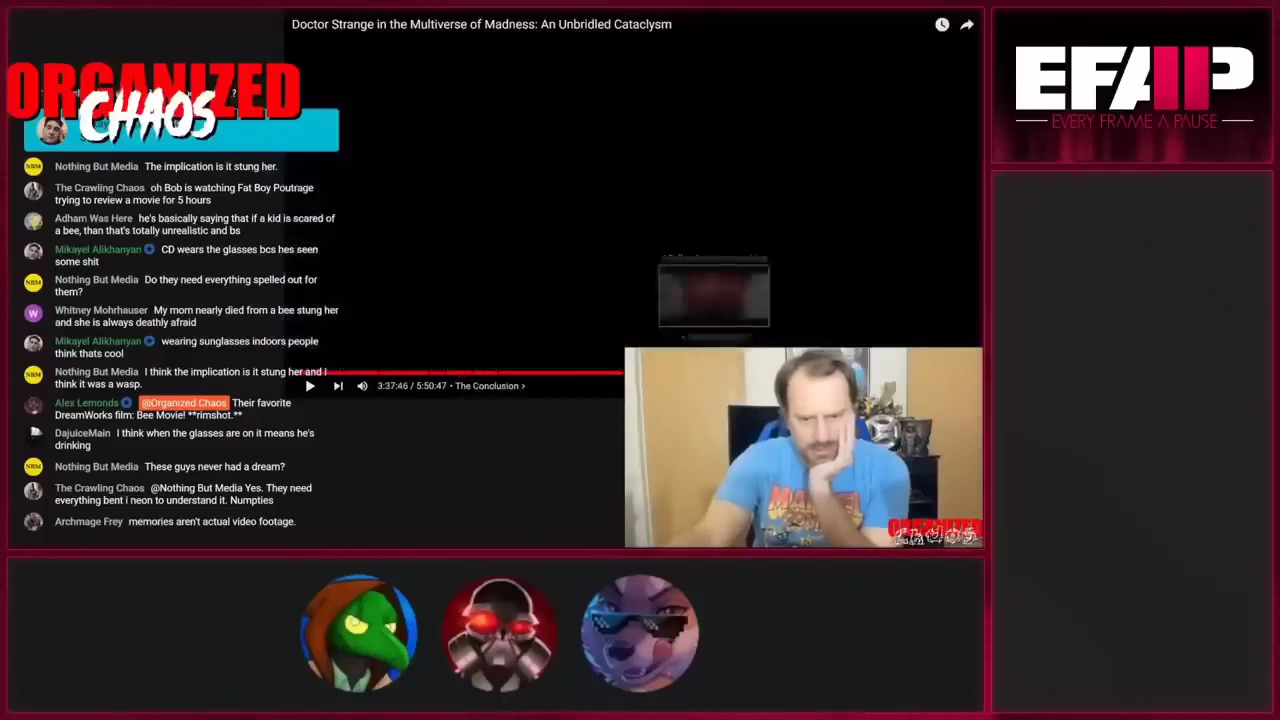 Doctor Strange in the Multiverse of Madness: An Unbridled Cataclysm
ORGANIZED
CHAOS
Nothing But Media The implication is it stung her.
The Crawling Chaos oh Bob is watching Fat Boy Poutrage
trying to review a movie for 5 hours
Adham Was Here he's basically saying that if a kid is scared of
a bee, than that's totally unrealistic and bs
Mikayel Alikhanyan CD wears the glasses bcs hes seen
some shit
Nothing But Media Do they need everything spelled out for
them?
Whitney Mohrhauser My mom nearly died from a bee stung her
and she is always deathly afraid
Mikayel Alikhanyan wearing sunglasses indoors people
think thats cool
Nothing But Media I think the implication is it stung her and I
think it was a wasp.
Alex Lemonds @Organized Chaos Their favorite
DreamWorks film: Bee Movie! **rimshot.**
DajuiceMain I think when the glasses are on it means he's
drinking
Nothing But Media These guys never had a dream?
The Crawling Chaos @Nothing But Media Yes. They need
everything bent i neon to understand it. Numpties
Archmage Frey memories aren't actual video footage.
NBM
NBM
W
NBM
NBM
3:37:46 / 5:50:47 • The Conclusion ›
MARVEL
ORGANIZED
CHAOS
EFAP
EVERY FRAME A PAUSE